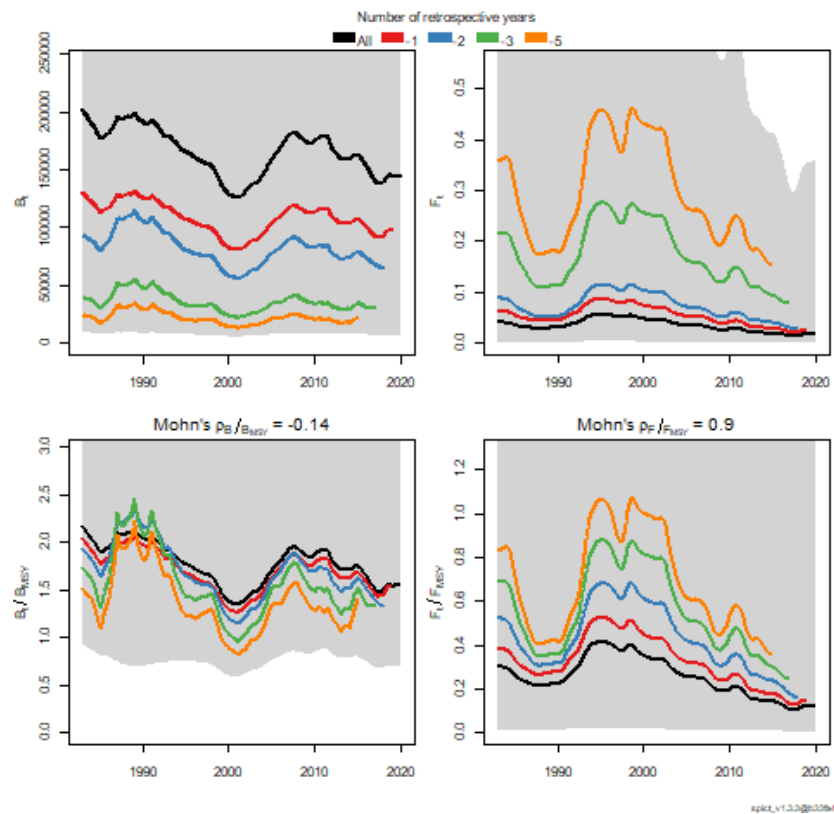 Number of retrospective years
All -1 -2 -3 -5
250000
200000
150000
100000
50000
0
Bt
1990 2000 2010 2020
0.5
0.4
0.3
0.2
0.1
0.0
Ft
1990 2000 2010 2020
Mohn's ρB/BMSY = -0.14
3.0
2.5
2.0
1.5
1.0
0.5
0.0
Bt/BMSY
1990 2000 2010 2020
Mohn's ρF/FMSY = 0.9
1.2
1.0
0.8
0.6
0.4
0.2
0.0
Ft/FMSY
1990 2000 2010 2020